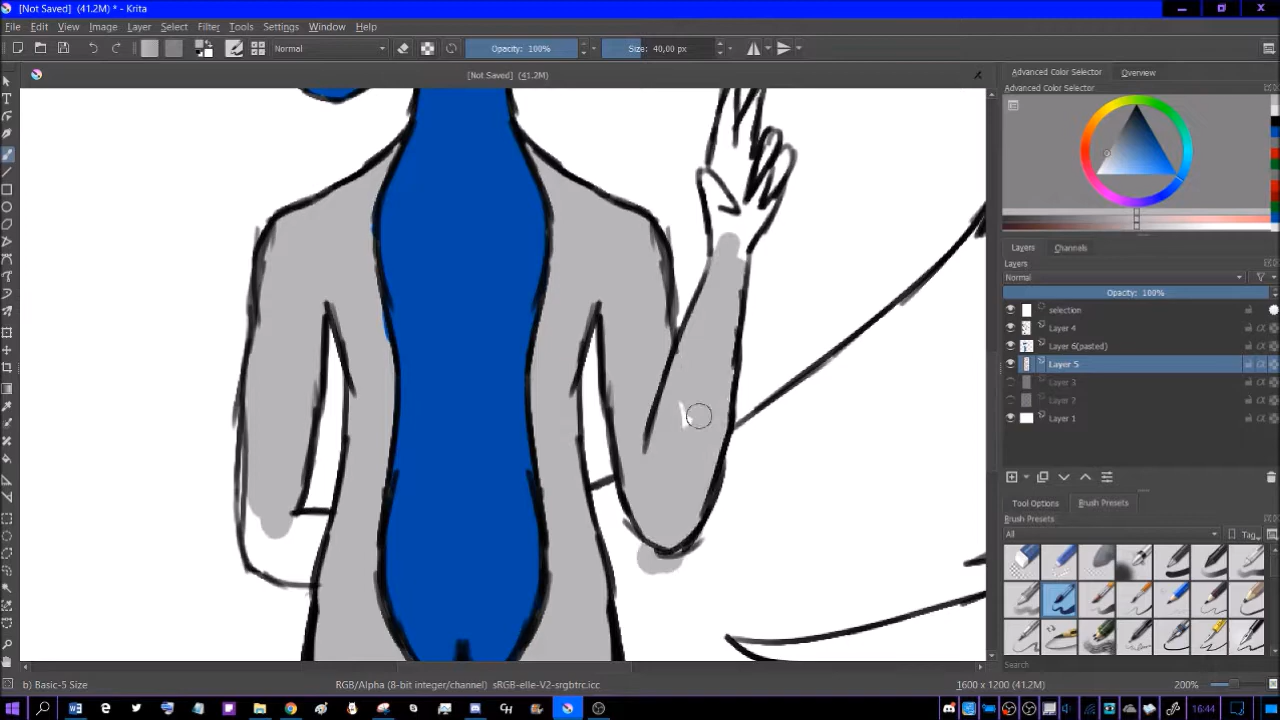 [Not Saved] (41.2M) * - Krita
File Edit View Image Layer Select Filter Tools Settings Window Help
Normal Opacity: 100% Size: 40,00 px
[Not Saved] (41.2M)
Advanced Color Selector Overview
Advanced Color Selector
Layers Channels
Layers
Normal
Opacity: 100%
selection
Layer 4
Layer 6(pasted)
Layer 5
Layer 3
Layer 2
Layer 1
Tool Options Brush Presets
Brush Presets
All Tag
Search
b) Basic-5 Size RGB/Alpha (8-bit integer/channel) sRGB-elle-V2-srgbtrc.icc 1600 x 1200 (41.2M) 200%
16:44